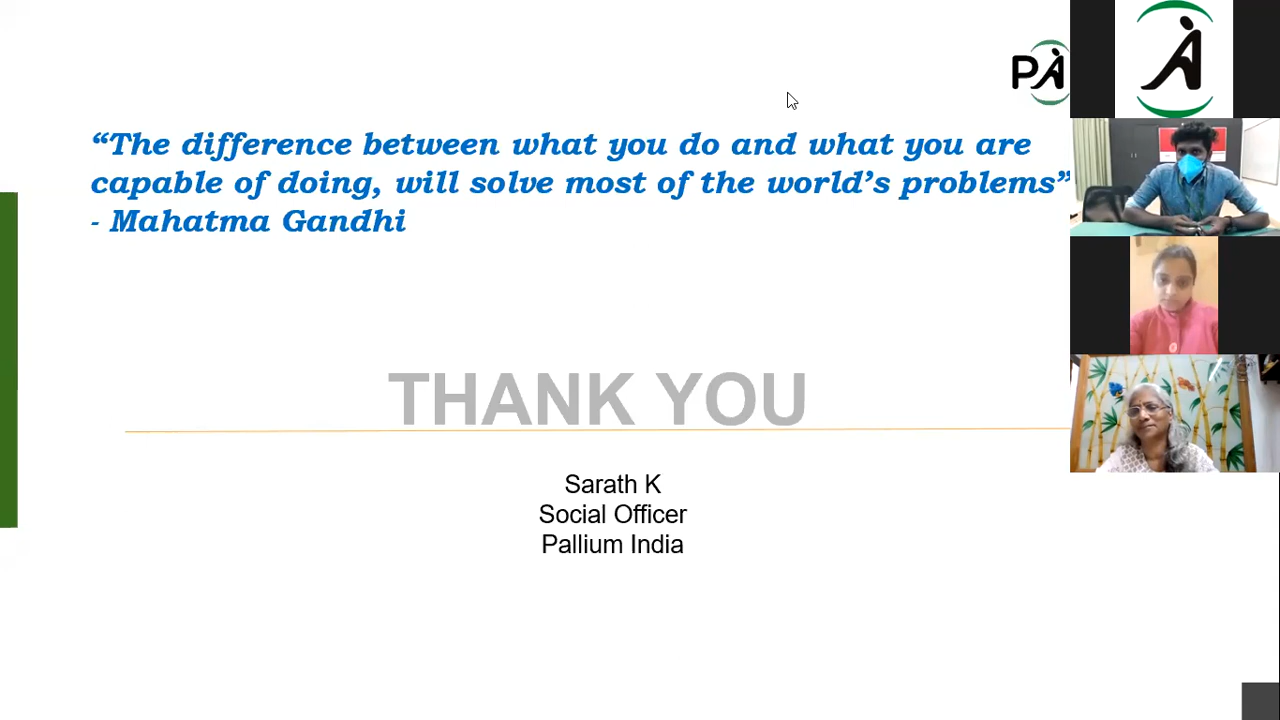 “The difference between what you do and what you are
capable of doing, will solve most of the world’s problems”
- Mahatma Gandhi
THANK YOU
Sarath K
Social Officer
Pallium India